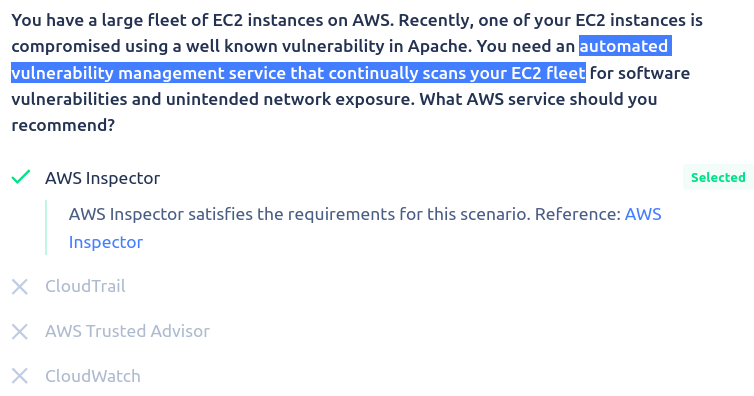 You have a large fleet of EC2 instances on AWS. Recently, one of your EC2 instances is
compromised using a well known vulnerability in Apache. You need an automated
vulnerability management service that continually scans your EC2 fleet for software
vulnerabilities and unintended network exposure. What AWS service should you
recommend?
AWS Inspector
Selected
AWS Inspector satisfies the requirements for this scenario. Reference: AWS
Inspector
CloudTrail
AWS Trusted Advisor
CloudWatch